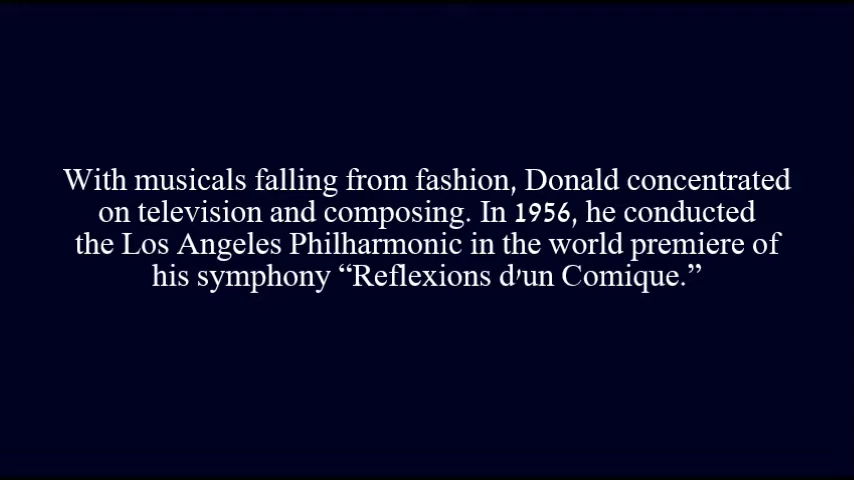 With musicals falling from fashion, Donald concentrated
on television and composing. In 1956, he conducted
the Los Angeles Philharmonic in the world premiere of
his symphony “Reflexions d'un Comique.”